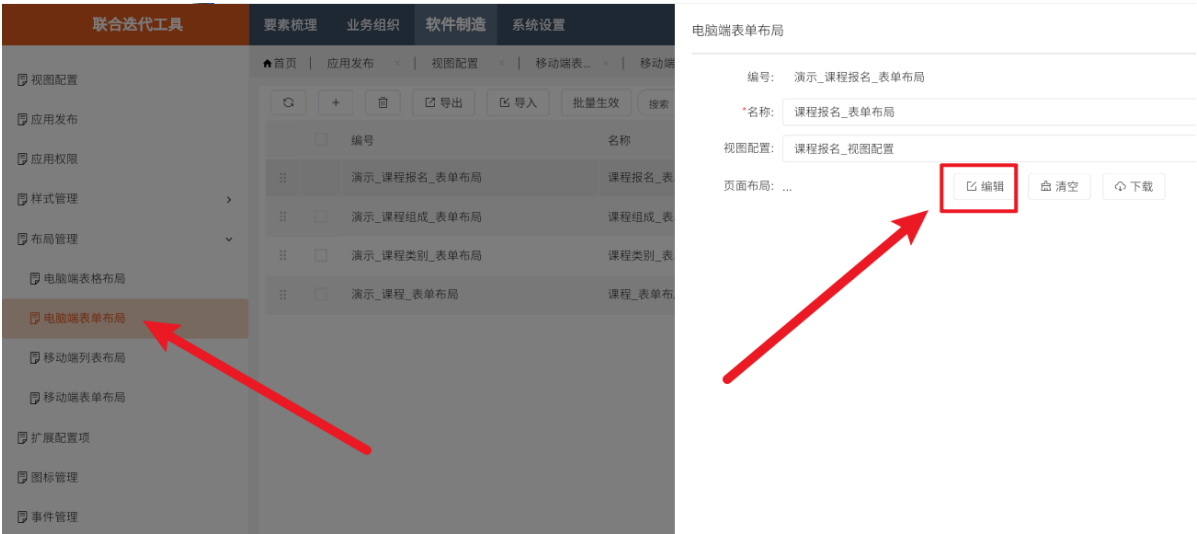 联合迭代工具
要素梳理 业务组织 软件制造 系统设置
首页 | 应用发布 × | 视图配置 × | 移动端表... × | 移动端
视图配置
应用发布
应用权限
样式管理
布局管理
电脑端表格布局
电脑端表单布局
移动端列表布局
移动端表单布局
扩展配置项
图标管理
事件管理
导出 导入 批量生效 搜索
编号 名称
演示_课程报名_表单布局 课程报名_表
演示_课程组成_表单布局 课程组成_表
演示_课程类别_表单布局 课程类别_表
演示_课程_表单布局 课程_表单布
电脑端表单布局
编号: 演示_课程报名_表单布局
*名称: 课程报名_表单布局
视图配置: 课程报名_视图配置
页面布局: ... 编辑 清空 下载